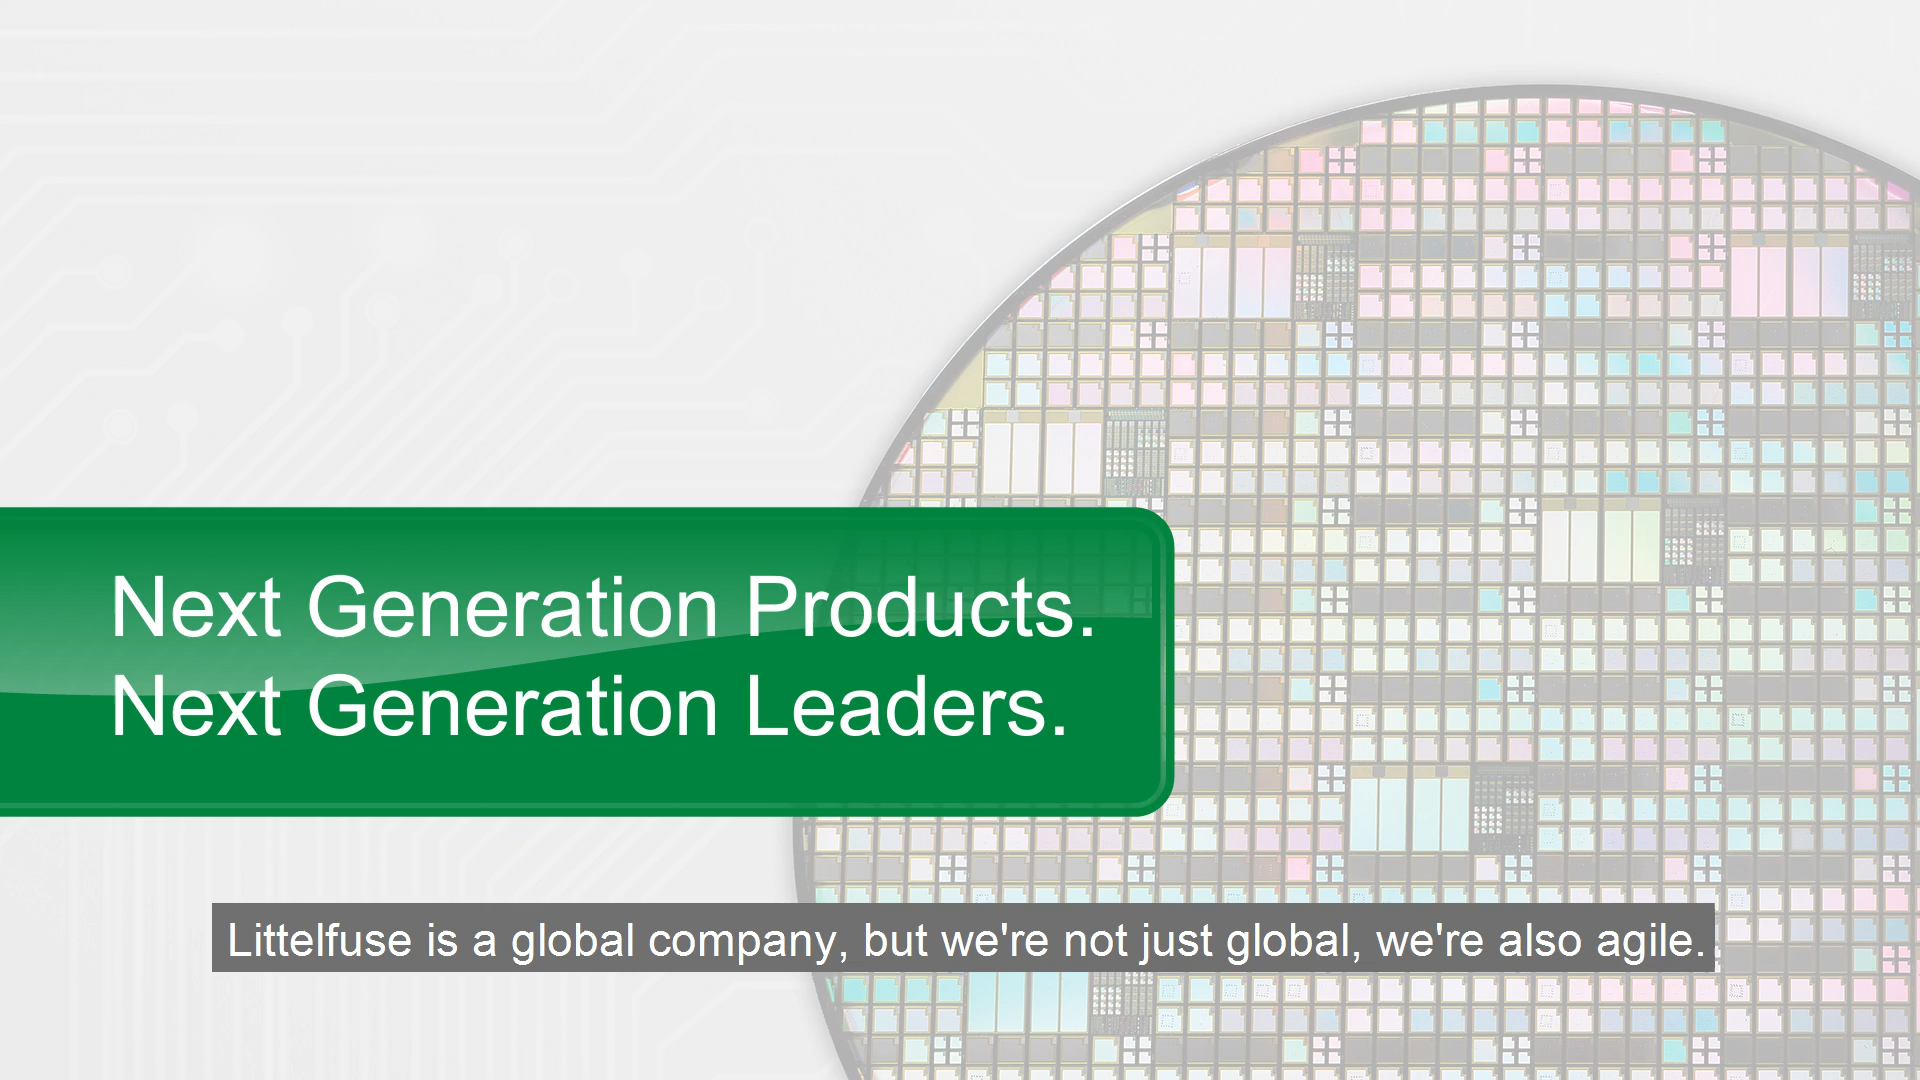 Next Generation Products.
Next Generation Leaders.
Littelfuse is a global company, but we're not just global, we're also agile.